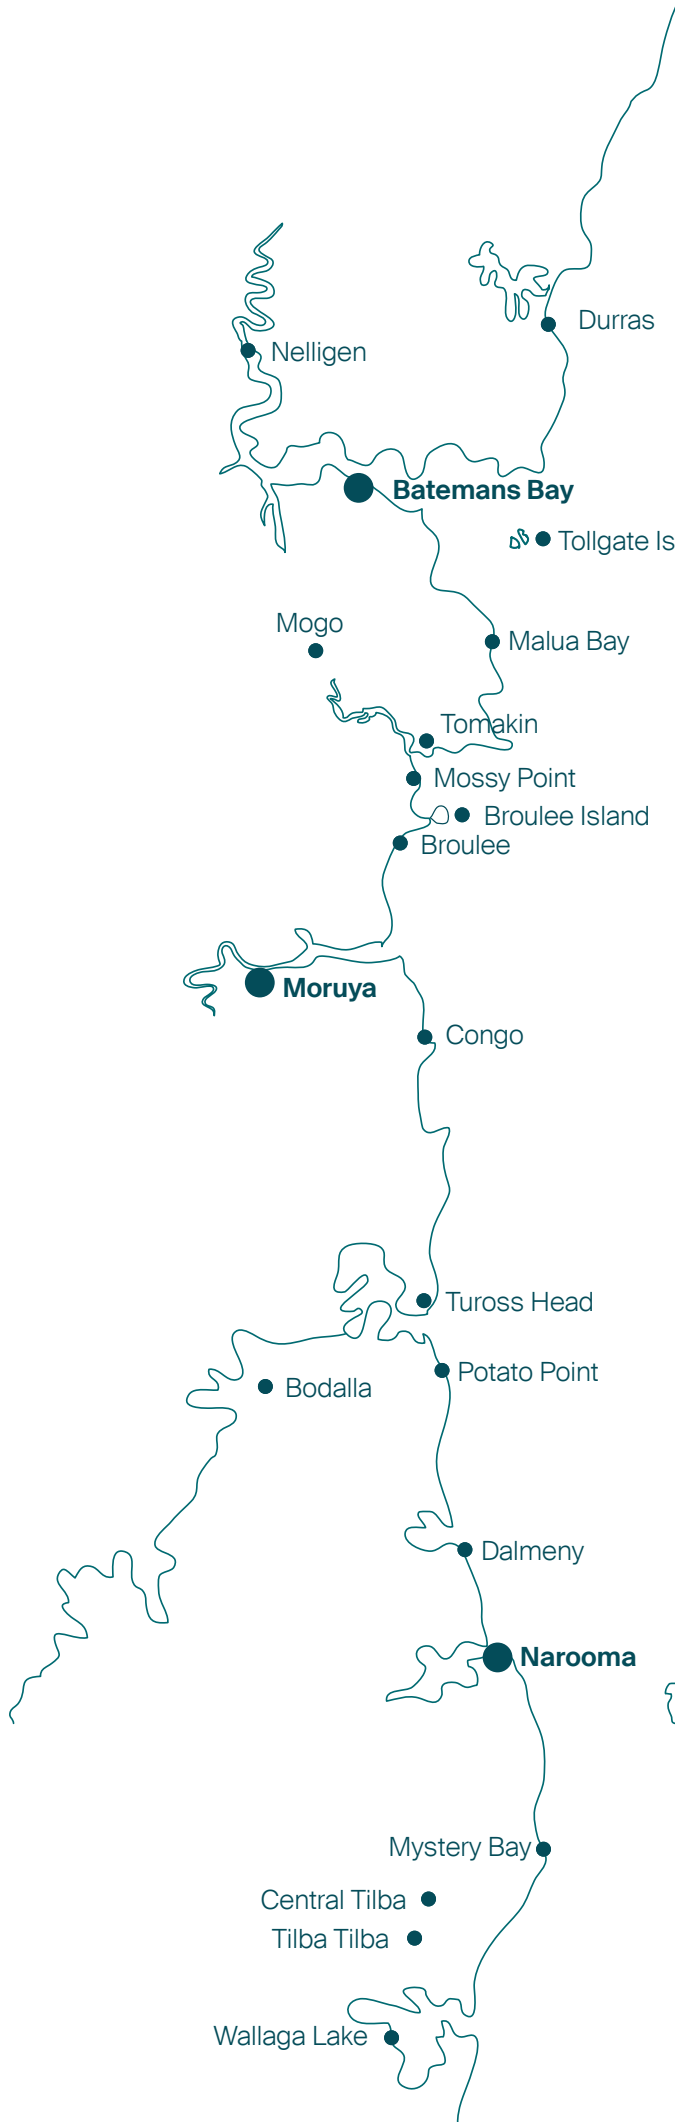 Durras
Nelligen
Batemans Bay
Tollgate Is
Mogo
Malua Bay
Tomakin
Mossy Point
Broulee Island
Broulee
Moruya
Congo
Tuross Head
Potato Point
Bodalla
Dalmeny
Narooma
Mystery Bay
Central Tilba
Tilba Tilba
Wallaga Lake